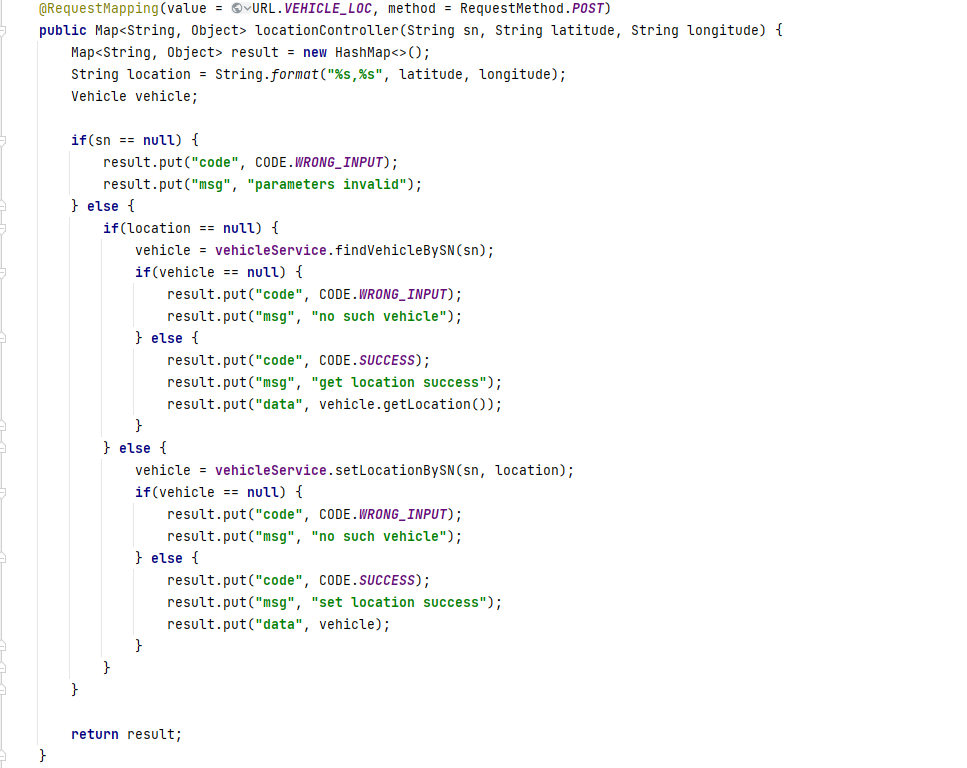 @RequestMapping(value = URL.VEHICLE_LOC, method = RequestMethod.POST)
public Map<String, Object> locationController(String sn, String latitude, String longitude) {
    Map<String, Object> result = new HashMap<>();
    String location = String.format("%s,%s", latitude, longitude);
    Vehicle vehicle;

    if(sn == null) {
        result.put("code", CODE.WRONG_INPUT);
        result.put("msg", "parameters invalid");
    } else {
        if(location == null) {
            vehicle = vehicleService.findVehicleBySN(sn);
            if(vehicle == null) {
                result.put("code", CODE.WRONG_INPUT);
                result.put("msg", "no such vehicle");
            } else {
                result.put("code", CODE.SUCCESS);
                result.put("msg", "get location success");
                result.put("data", vehicle.getLocation());
            }
        } else {
            vehicle = vehicleService.setLocationBySN(sn, location);
            if(vehicle == null) {
                result.put("code", CODE.WRONG_INPUT);
                result.put("msg", "no such vehicle");
            } else {
                result.put("code", CODE.SUCCESS);
                result.put("msg", "set location success");
                result.put("data", vehicle);
            }
        }
    }

    return result;
}